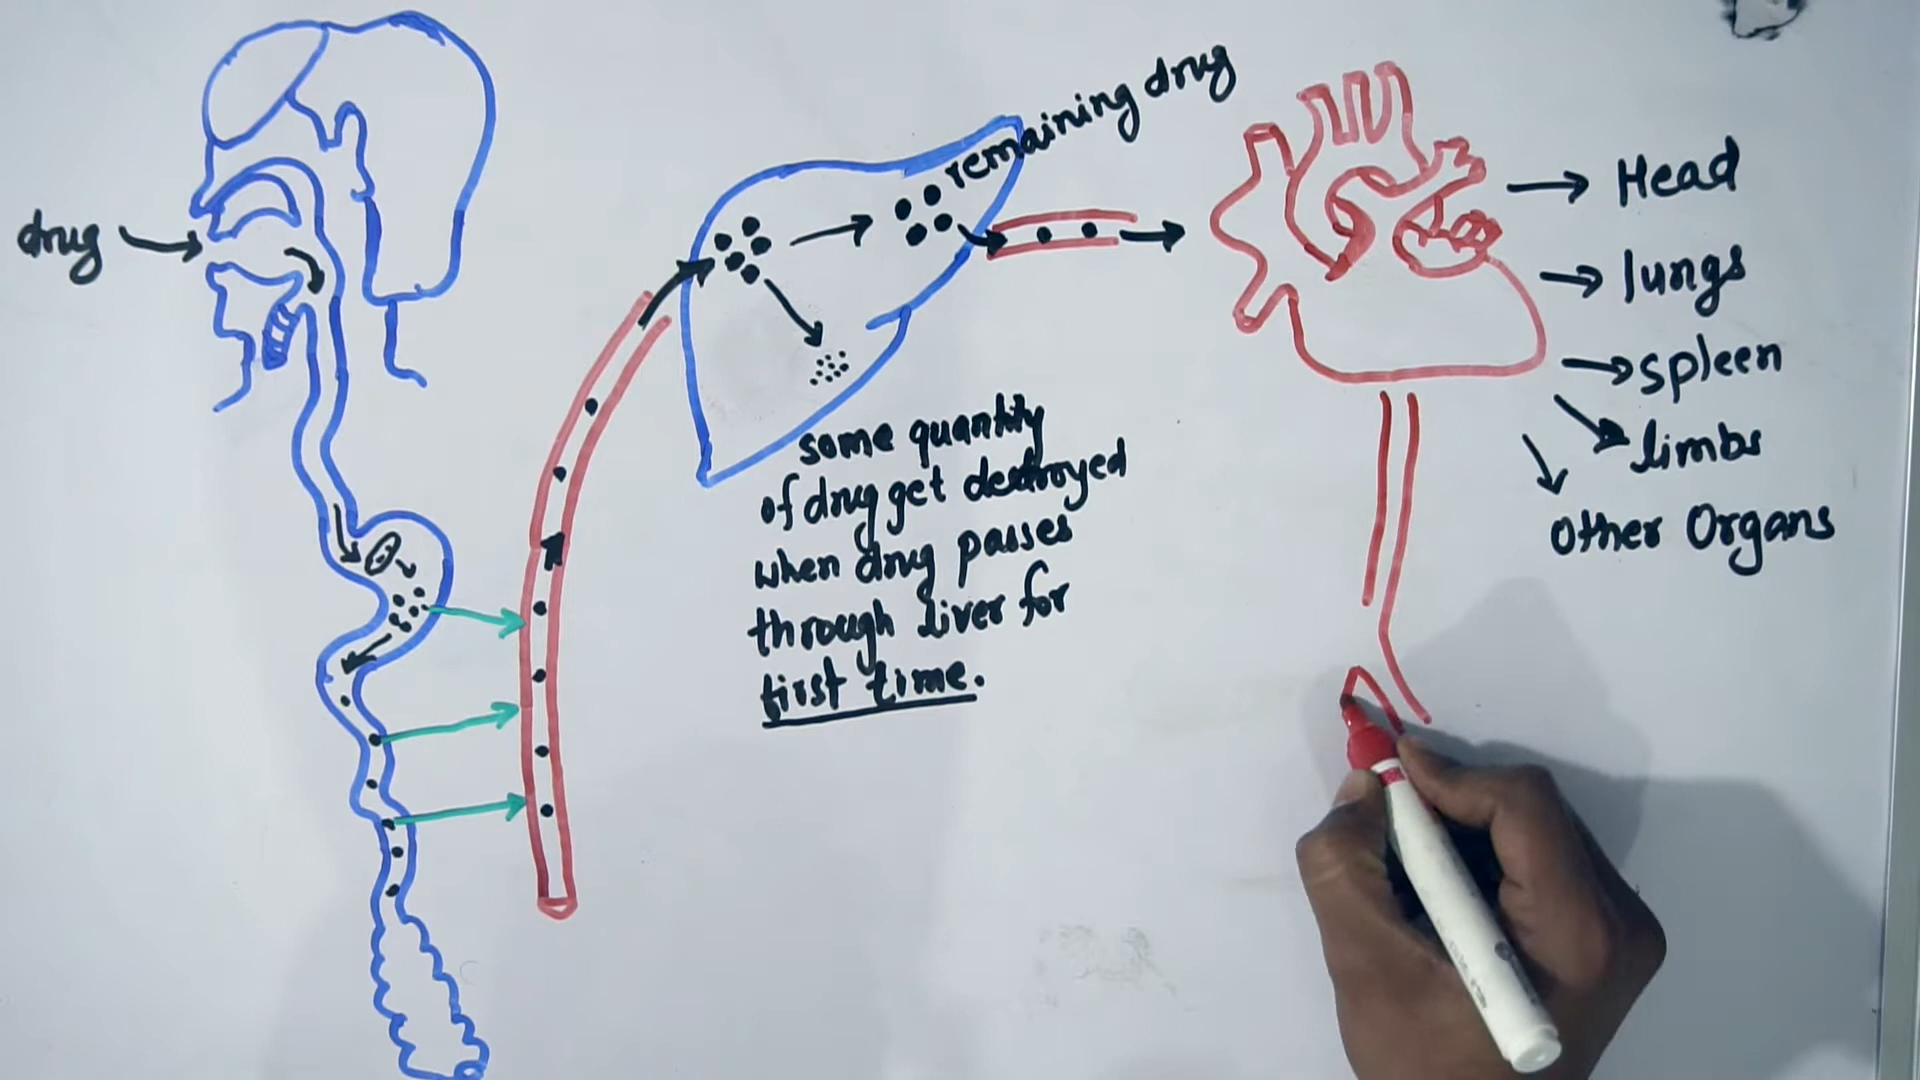 drug
remaining drug
some quantity
of drug get destroyed
when drug passes
through liver for
first time.
Head
lungs
spleen
limbs
Other Organs